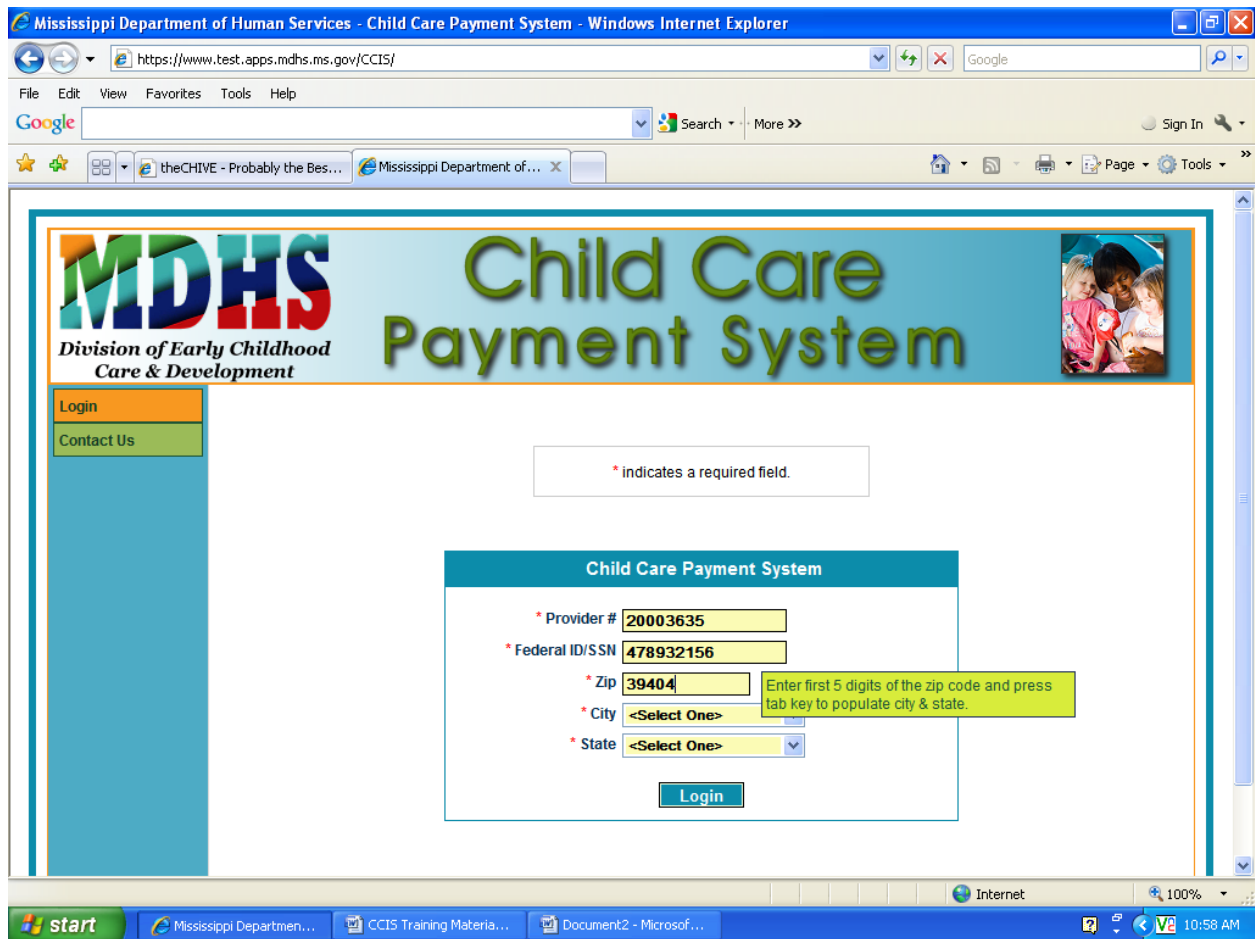 Mississippi Department of Human Services - Child Care Payment System - Windows Internet Explorer
https://www.test.apps.mdhs.ms.gov/CCIS/
Google
File Edit View Favorites Tools Help
Google Search More >> Sign In
theCHIVE - Probably the Bes... Mississippi Department of... X Page Tools >>
MDHS
Division of Early Childhood
Care & Development
Child Care
Payment System
Login
Contact Us
* indicates a required field.
Child Care Payment System
* Provider # 20003635
* Federal ID/SSN 478932156
* Zip 39404
Enter first 5 digits of the zip code and press
tab key to populate city & state.
* City <Select One>
* State <Select One>
Login
Internet 100%
start Mississippi Departmen... CCIS Training Materia... Document2 - Microsof... 10:58 AM